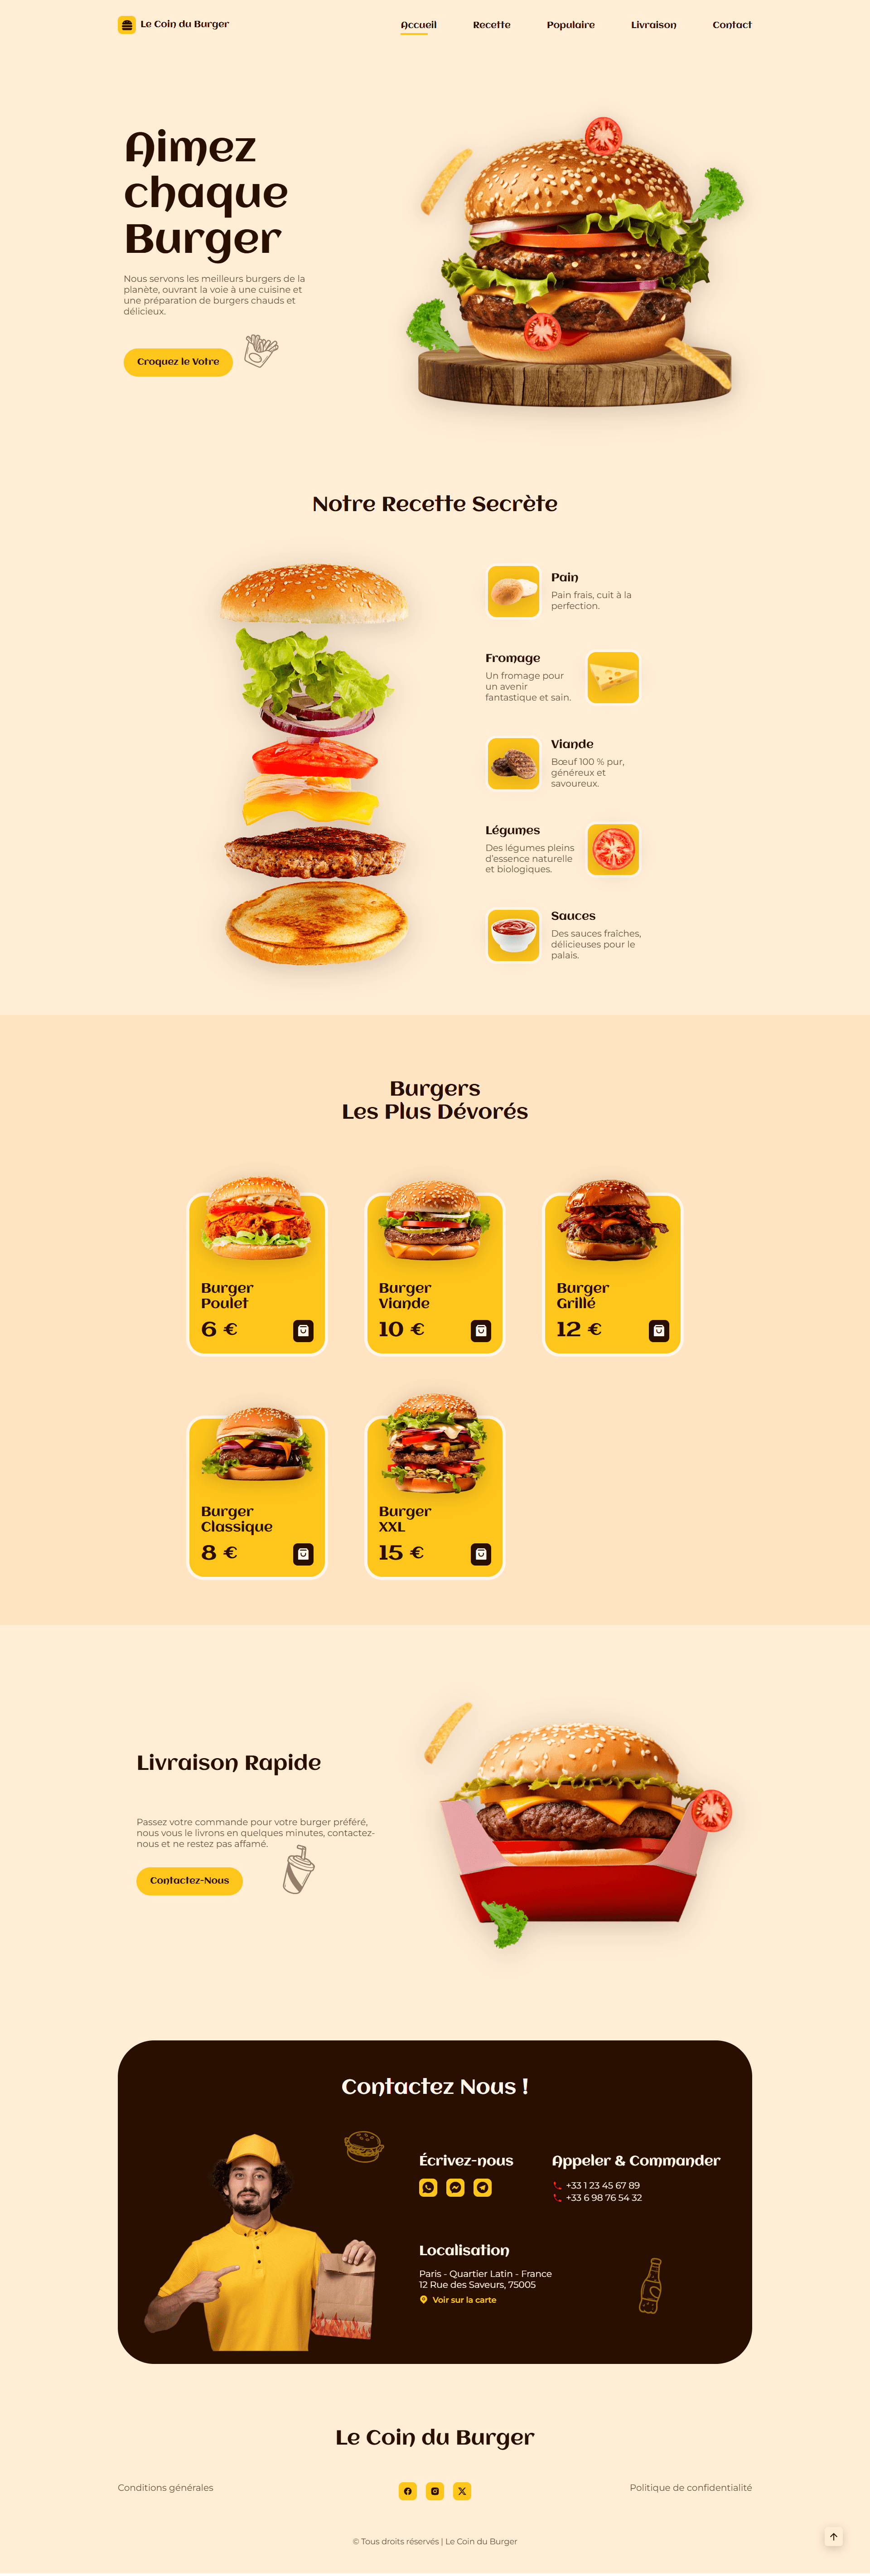 Le Coin du Burger
Accueil
Recette
Populaire
Livraison
Contact
Aimez
chaque
Burger
Nous servons les meilleurs burgers de la
planète, ouvrant la voie à une cuisine et
une préparation de burgers chauds et
délicieux.
Croquez le Votre
Notre Recette Secrète
Pain
Pain frais, cuit à la
perfection.
Fromage
Un fromage pour
un avenir
fantastique et sain.
Viande
Bœuf 100 % pur,
généreux et
savoureux.
Légumes
Des légumes pleins
d'essence naturelle
et biologiques.
Sauces
Des sauces fraîches,
délicieuses pour le
palais.
Burgers
Les Plus Dévorés
Burger
Poulet
6 €
Burger
Viande
10 €
Burger
Grillé
12 €
Burger
Classique
8 €
Burger
XXL
15 €
Livraison Rapide
Passez votre commande pour votre burger préféré,
nous vous le livrons en quelques minutes, contactez-
nous et ne restez pas affamé.
Contactez-Nous
Contactez Nous !
Écrivez-nous
Appeler & Commander
+33 1 23 45 67 89
+33 6 98 76 54 32
Localisation
Paris - Quartier Latin - France
12 Rue des Saveurs, 75005
Voir sur la carte
Le Coin du Burger
Conditions générales
Politique de confidentialité
© Tous droits réservés | Le Coin du Burger